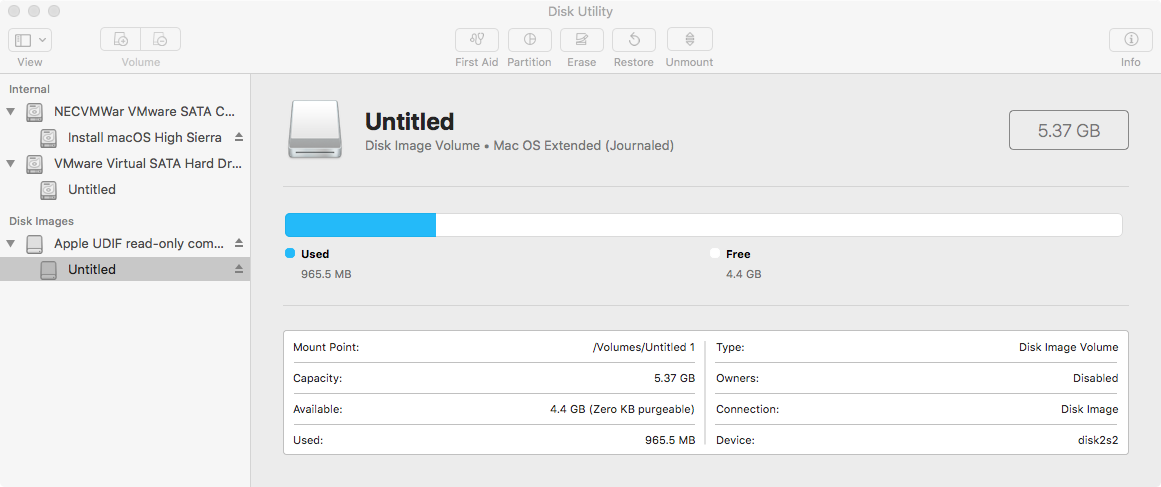 Disk Utility
View
Volume
First Aid
Partition
Erase
Restore
Unmount
Info
Internal
NECVMWar VMware SATA C...
Install macOS High Sierra
VMware Virtual SATA Hard Dr...
Untitled
Disk Images
Apple UDIF read-only com...
Untitled
Untitled
Disk Image Volume • Mac OS Extended (Journaled)
5.37 GB
Used
965.5 MB
Free
4.4 GB
Mount Point: /Volumes/Untitled 1
Capacity: 5.37 GB
Available: 4.4 GB (Zero KB purgeable)
Used: 965.5 MB
Type: Disk Image Volume
Owners: Disabled
Connection: Disk Image
Device: disk2s2